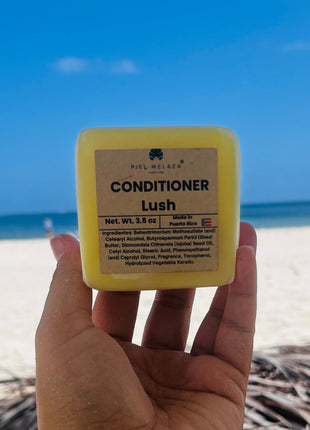 PIEL MELAZA®
CONDITIONER
Lush
Net. Wt. 3.5 oz
Made in
Puerto Rico
Ingredientes: Behentrimonium Methosulfate (and)
Cetearyl Alcohol, Butyrospermum Parkii (Shea)
Butter, Simmondsia Chinensis (Jojoba) Seed Oil,
Cetyl Alcohol, Stearic Acid, Phenoxyethanol
(and) Caprylyl Glycol, Fragrance, Tocopherol,
Hydrolyzed Vegetable Keratin.